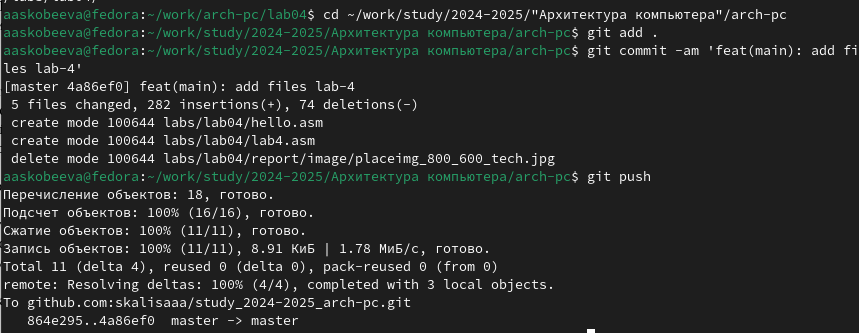 aaskobeeva@fedora:~/work/arch-pc/lab04$ cd ~/work/study/2024-2025/"Архитектура компьютера"/arch-pc
aaskobeeva@fedora:~/work/study/2024-2025/Архитектура компьютера/arch-pc$ git add .
aaskobeeva@fedora:~/work/study/2024-2025/Архитектура компьютера/arch-pc$ git commit -am 'feat(main): add fi
les lab-4'
[master 4a86ef0] feat(main): add files lab-4
 5 files changed, 282 insertions(+), 74 deletions(-)
 create mode 100644 labs/lab04/hello.asm
 create mode 100644 labs/lab04/lab4.asm
 delete mode 100644 labs/lab04/report/image/placeimg_800_600_tech.jpg
aaskobeeva@fedora:~/work/study/2024-2025/Архитектура компьютера/arch-pc$ git push
Перечисление объектов: 18, готово.
Подсчет объектов: 100% (16/16), готово.
Сжатие объектов: 100% (11/11), готово.
Запись объектов: 100% (11/11), 8.91 КиБ | 1.78 МиБ/с, готово.
Total 11 (delta 4), reused 0 (delta 0), pack-reused 0 (from 0)
remote: Resolving deltas: 100% (4/4), completed with 3 local objects.
To github.com:skalisaaa/study_2024-2025_arch-pc.git
   864e295..4a86ef0  master -> master